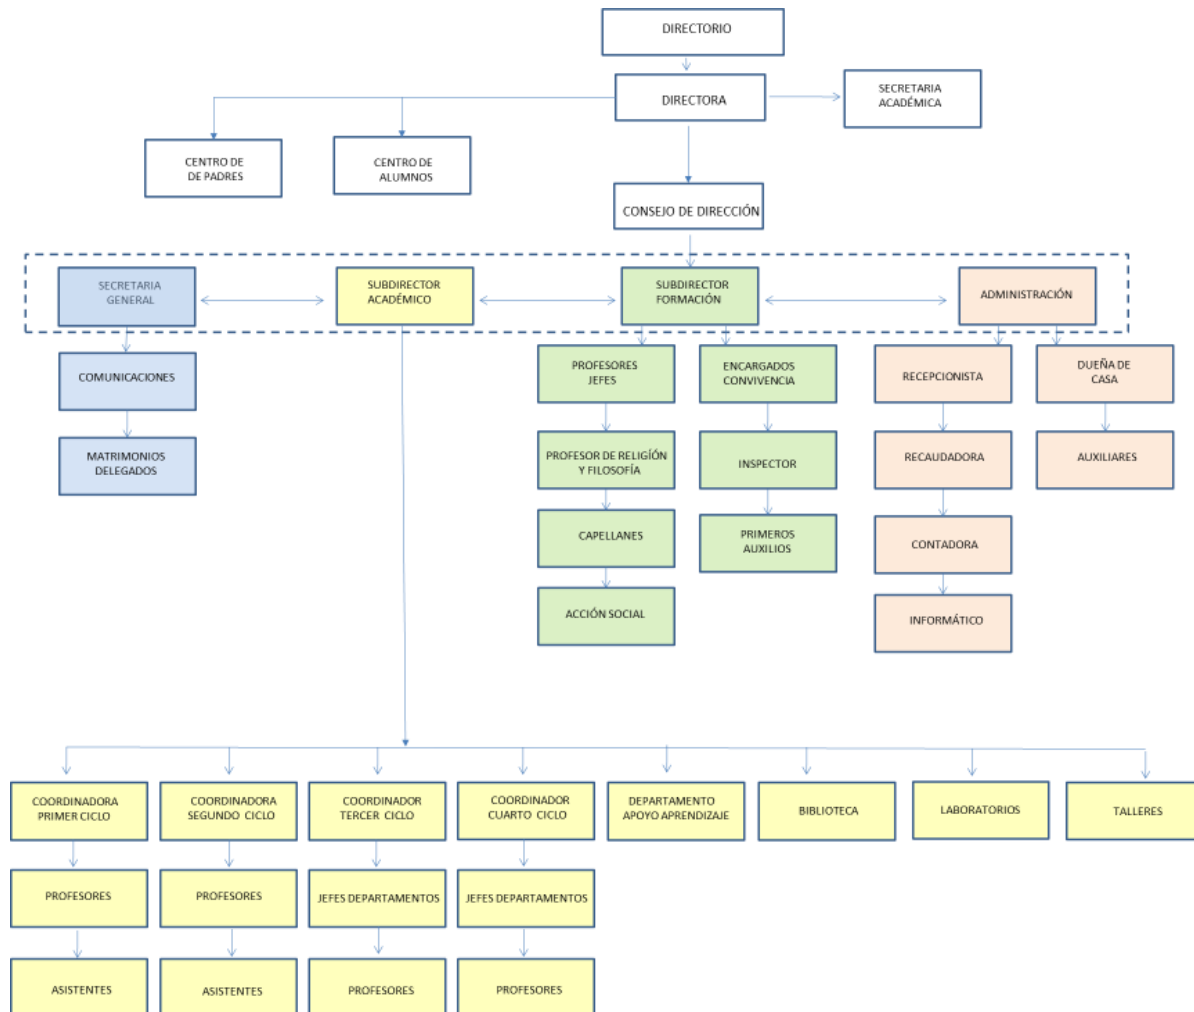 DIRECTORIO
DIRECTORA
SECRETARIA
ACADÉMICA
CENTRO DE
DE PADRES
CENTRO DE
ALUMNOS
CONSEJO DE DIRECCIÓN
SECRETARIA
GENERAL
SUBDIRECTOR
ACADÉMICO
SUBDIRECTOR
FORMACIÓN
ADMINISTRACIÓN
COMUNICACIONES
PROFESORES
JEFES
ENCARGADOS
CONVIVENCIA
RECEPCIONISTA
DUEÑA DE
CASA
MATRIMONIOS
DELEGADOS
PROFESOR DE RELIGÍÓN
Y FILOSOFÍA
INSPECTOR
RECAUDADORA
AUXILIARES
CAPELLANES
PRIMEROS
AUXILIOS
CONTADORA
ACCIÓN SOCIAL
INFORMÁTICO
COORDINADORA
PRIMER CICLO
COORDINADORA
SEGUNDO CICLO
COORDINADOR
TERCER CICLO
COORDINADOR
CUARTO CICLO
DEPARTAMENTO
APOYO APRENDIZAJE
BIBLIOTECA
LABORATORIOS
TALLERES
PROFESORES
PROFESORES
JEFES DEPARTAMENTOS
JEFES DEPARTAMENTOS
ASISTENTES
ASISTENTES
PROFESORES
PROFESORES